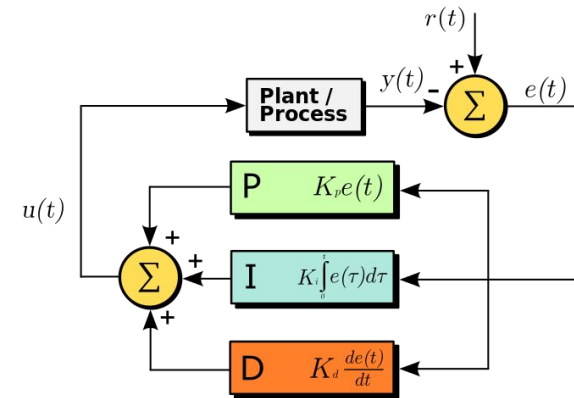 r(t)
+
y(t)
-
Σ
e(t)
Plant /
Process
P K_p e(t)
u(t)
+
Σ
+
I K_i ∫_0^t e(τ)dτ
+
D K_d de(t)/dt